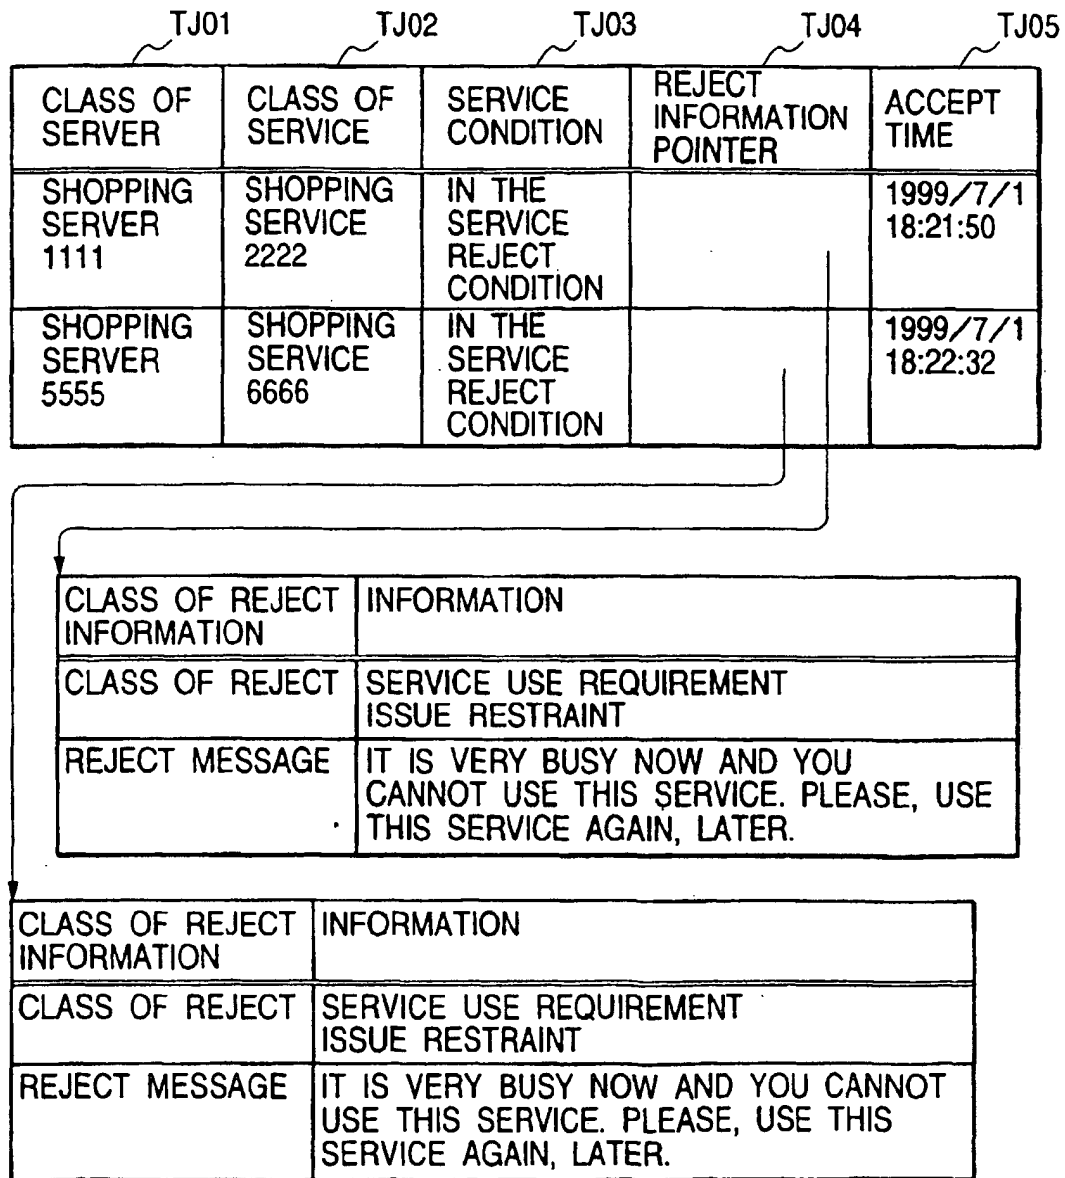 TJ01 TJ02 TJ03 TJ04 TJ05
CLASS OF
SERVER
CLASS OF
SERVICE
SERVICE
CONDITION
REJECT
INFORMATION
POINTER
ACCEPT
TIME
SHOPPING
SERVER
1111
SHOPPING
SERVICE
2222
IN THE
SERVICE
REJECT
CONDITION
1999/7/1
18:21:50
SHOPPING
SERVER
5555
SHOPPING
SERVICE
6666
IN THE
SERVICE
REJECT
CONDITION
1999/7/1
18:22:32
CLASS OF REJECT
INFORMATION
INFORMATION
CLASS OF REJECT
SERVICE USE REQUIREMENT
ISSUE RESTRAINT
REJECT MESSAGE
IT IS VERY BUSY NOW AND YOU
CANNOT USE THIS SERVICE. PLEASE, USE
THIS SERVICE AGAIN, LATER.
CLASS OF REJECT
INFORMATION
INFORMATION
CLASS OF REJECT
SERVICE USE REQUIREMENT
ISSUE RESTRAINT
REJECT MESSAGE
IT IS VERY BUSY NOW AND YOU CANNOT
USE THIS SERVICE. PLEASE, USE THIS
SERVICE AGAIN, LATER.